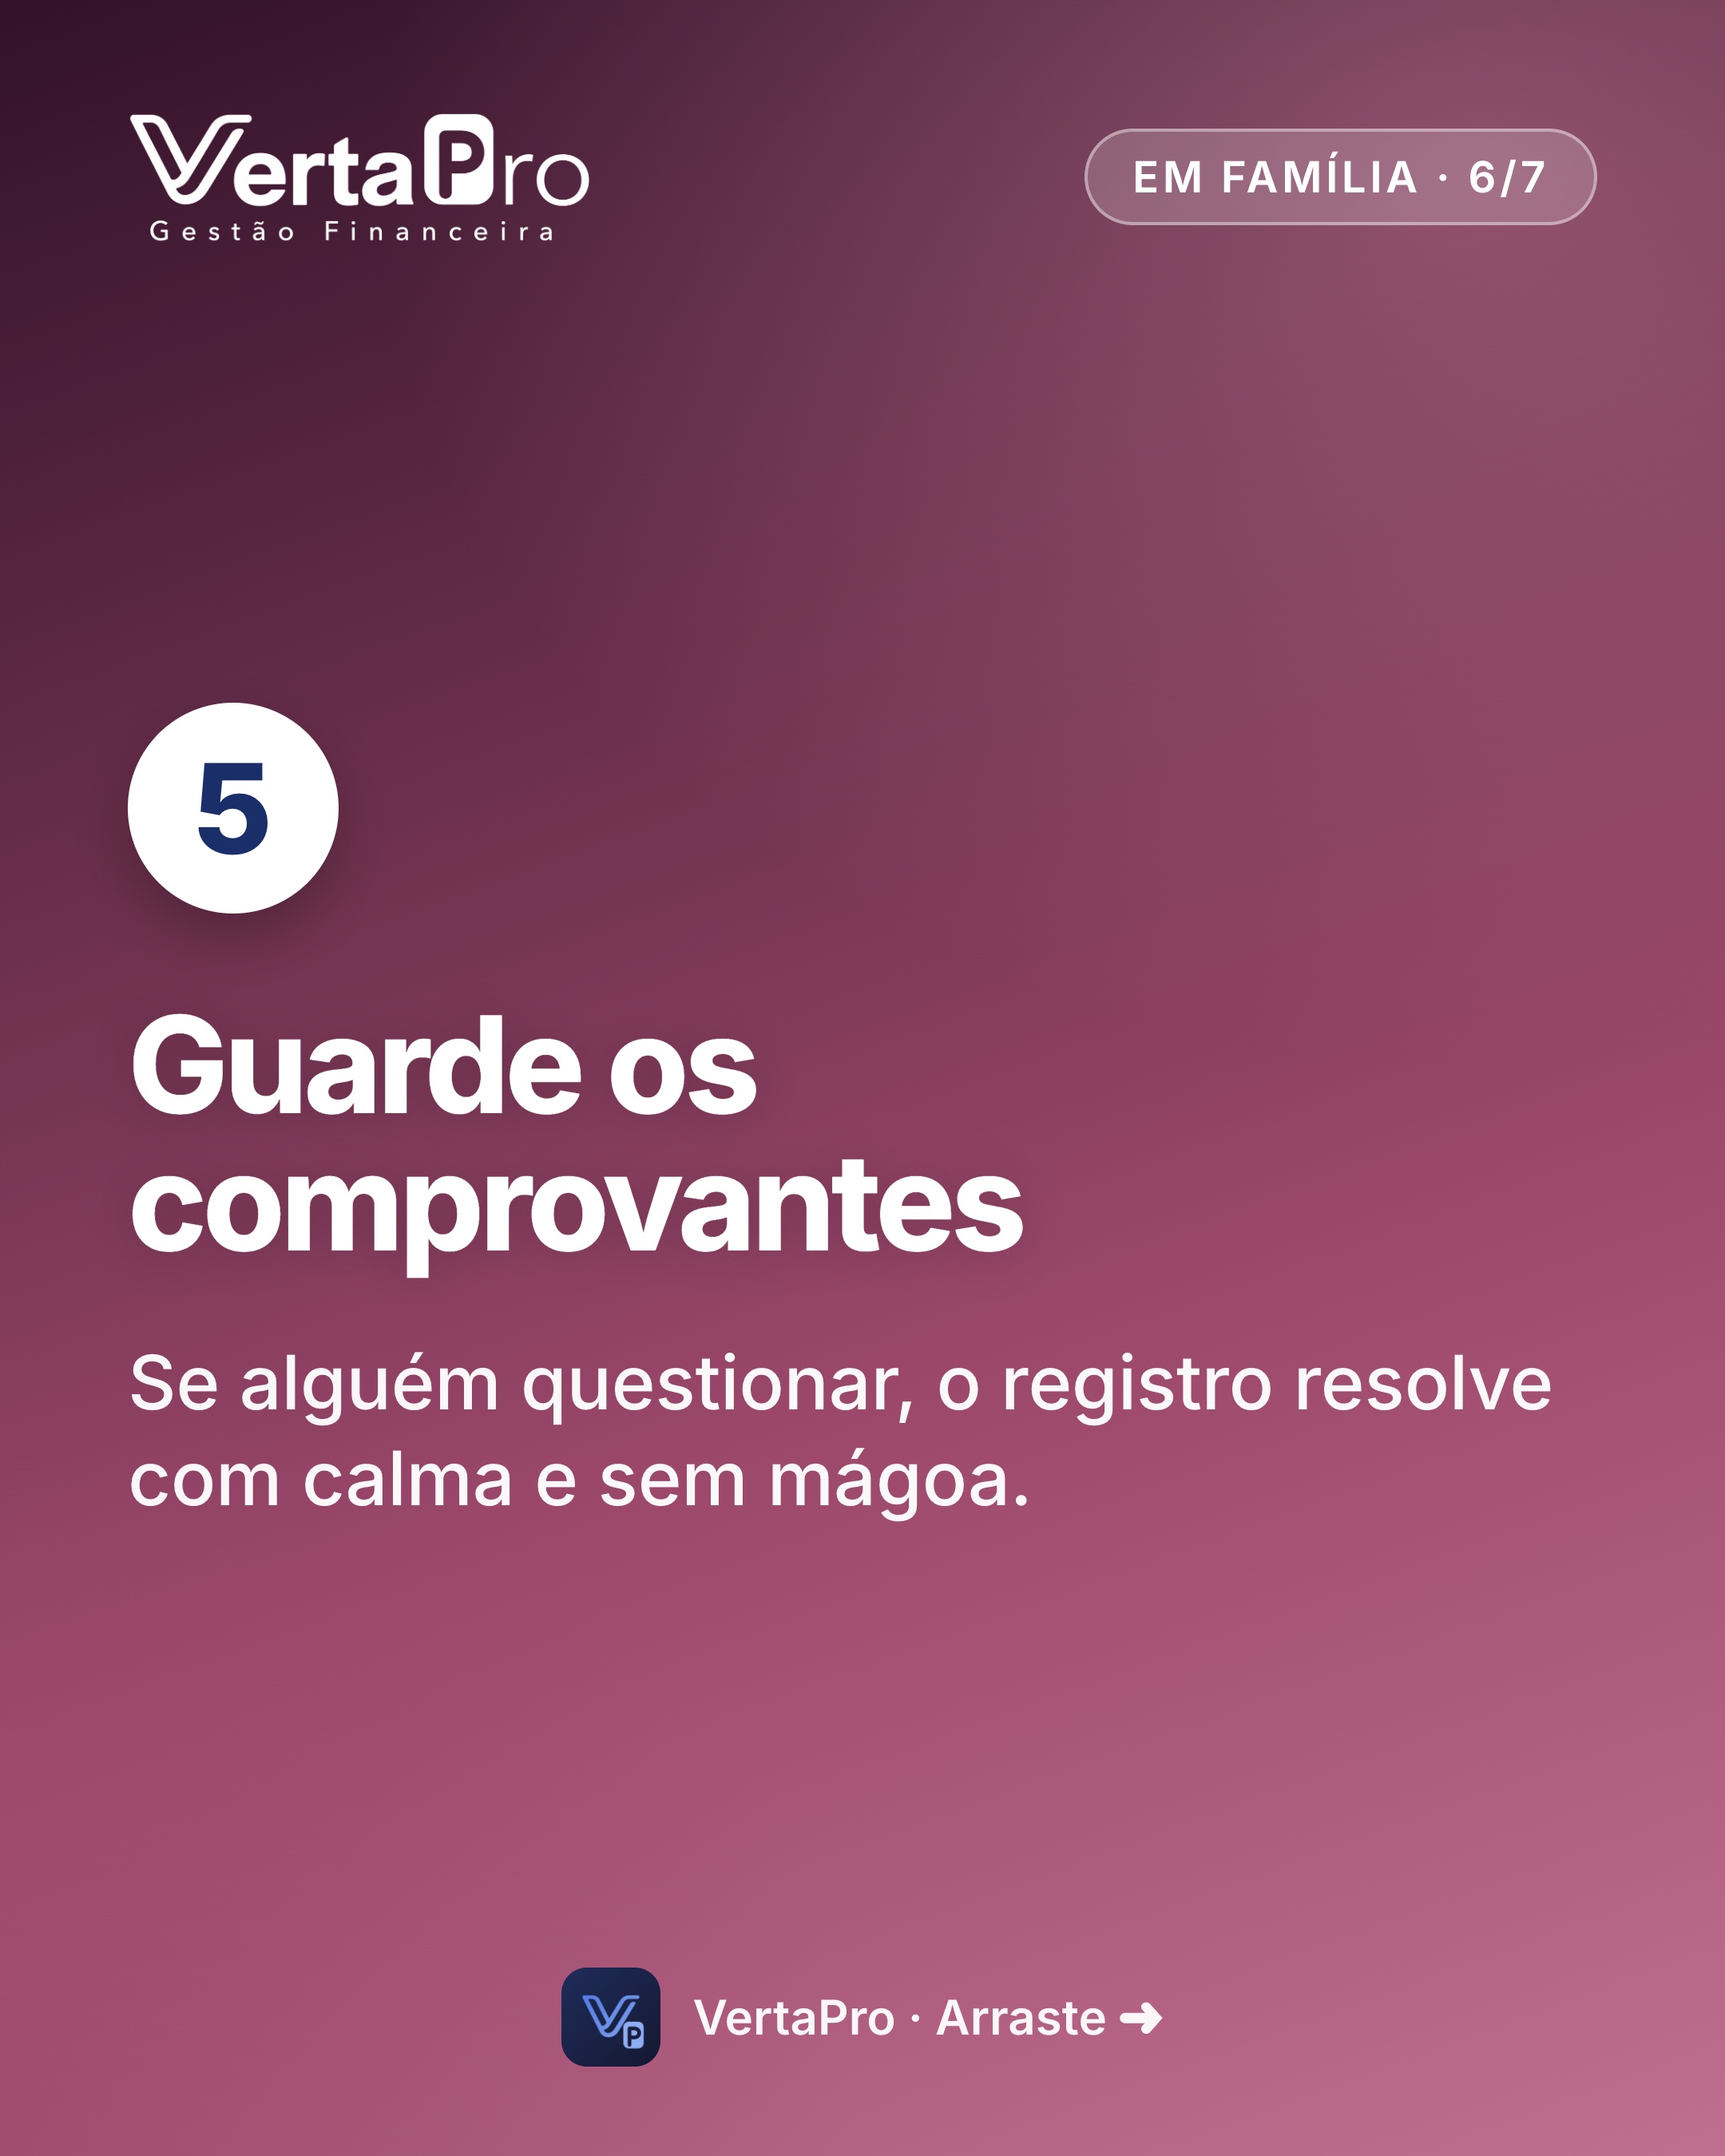 VertaPro
Gestão Financeira
EM FAMÍLIA · 6/7
5
Guarde os
comprovantes
Se alguém questionar, o registro resolve
com calma e sem mágoa.
VP
VertaPro · Arraste ➜